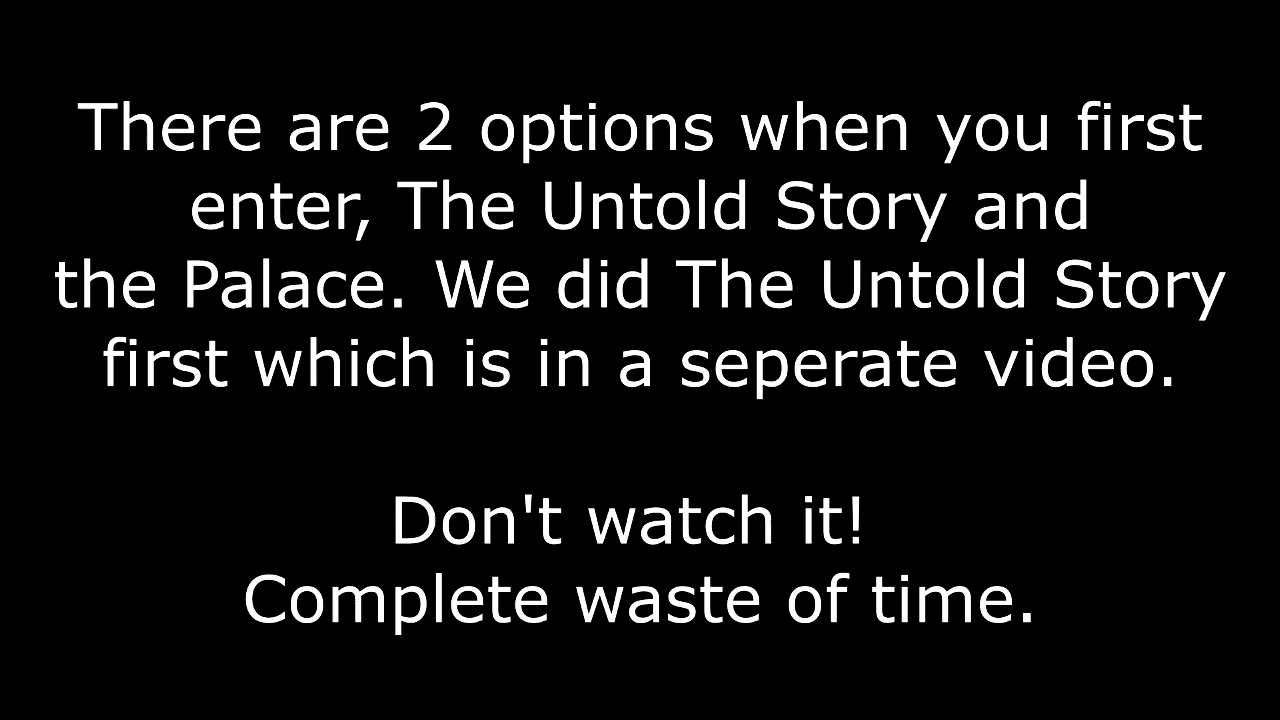 There are 2 options when you first
enter, The Untold Story and
the Palace. We did The Untold Story
first which is in a seperate video.
Don't watch it!
Complete waste of time.